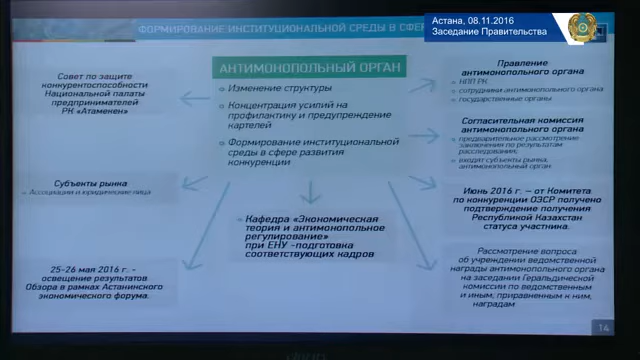 ФОРМИРОВАНИЕ ИНСТИТУЦИОНАЛЬНОЙ СРЕДЫ В СФЕР
Астана, 08.11.2016
Заседание Правительства
Совет по защите
конкурентоспособности
Национальной палаты
предпринимателей
РК «Атамекен»
АНТИМОНОПОЛЬНЫЙ ОРГАН
Изменение структуры
Концентрация усилий на
профилактику и предупреждение
картелей
Формирование институциональной
среды в сфере развития
конкуренции
Правление
антимонопольного органа
НПП РК
сотрудники антимонопольного органа
государственные органы
Согласительная комиссия
антимонопольного органа
предварительное рассмотрение
заключения по результатам
расследования;
входят субъекты рынка,
антимонопольный орган
Субъекты рынка
Ассоциации и юридические лица
Июнь 2016 г. – от Комитета
по конкуренции ОЭСР получено
подтверждение получения
Республикой Казахстан
статуса участника.
Кафедра «Экономическая
теория и антимонопольное
регулирование»
при ЕНУ -подготовка
соответствующих кадров
25-26 мая 2016 г. -
освещение результатов
Обзора в рамках Астанинского
экономического форума.
Рассмотрение вопроса
об учреждении ведомственной
награды антимонопольного органа
на заседании Геральдической
комиссии по ведомственным
и иным, приравненным к ним,
наградам
14